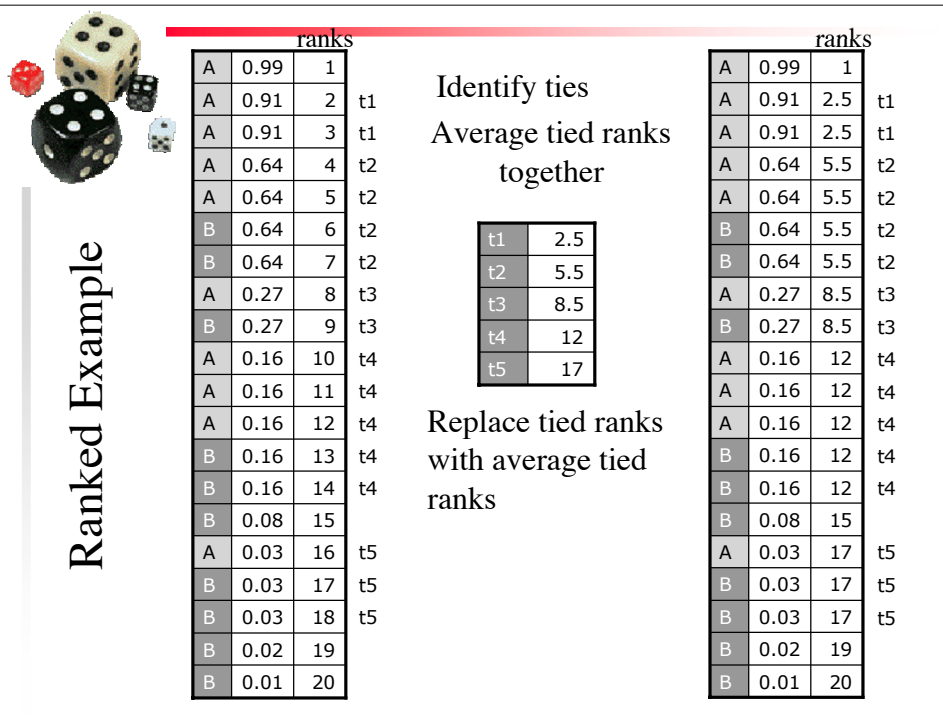 Ranked Example
ranks
A 0.99 1
A 0.91 2 t1
A 0.91 3 t1
A 0.64 4 t2
A 0.64 5 t2
B 0.64 6 t2
B 0.64 7 t2
A 0.27 8 t3
B 0.27 9 t3
A 0.16 10 t4
A 0.16 11 t4
A 0.16 12 t4
B 0.16 13 t4
B 0.16 14 t4
B 0.08 15
A 0.03 16 t5
B 0.03 17 t5
B 0.03 18 t5
B 0.02 19
B 0.01 20
Identify ties
Average tied ranks
together
t1 2.5
t2 5.5
t3 8.5
t4 12
t5 17
Replace tied ranks
with average tied
ranks
ranks
A 0.99 1
A 0.91 2.5 t1
A 0.91 2.5 t1
A 0.64 5.5 t2
A 0.64 5.5 t2
B 0.64 5.5 t2
B 0.64 5.5 t2
A 0.27 8.5 t3
B 0.27 8.5 t3
A 0.16 12 t4
A 0.16 12 t4
A 0.16 12 t4
B 0.16 12 t4
B 0.16 12 t4
B 0.08 15
A 0.03 17 t5
B 0.03 17 t5
B 0.03 17 t5
B 0.02 19
B 0.01 20